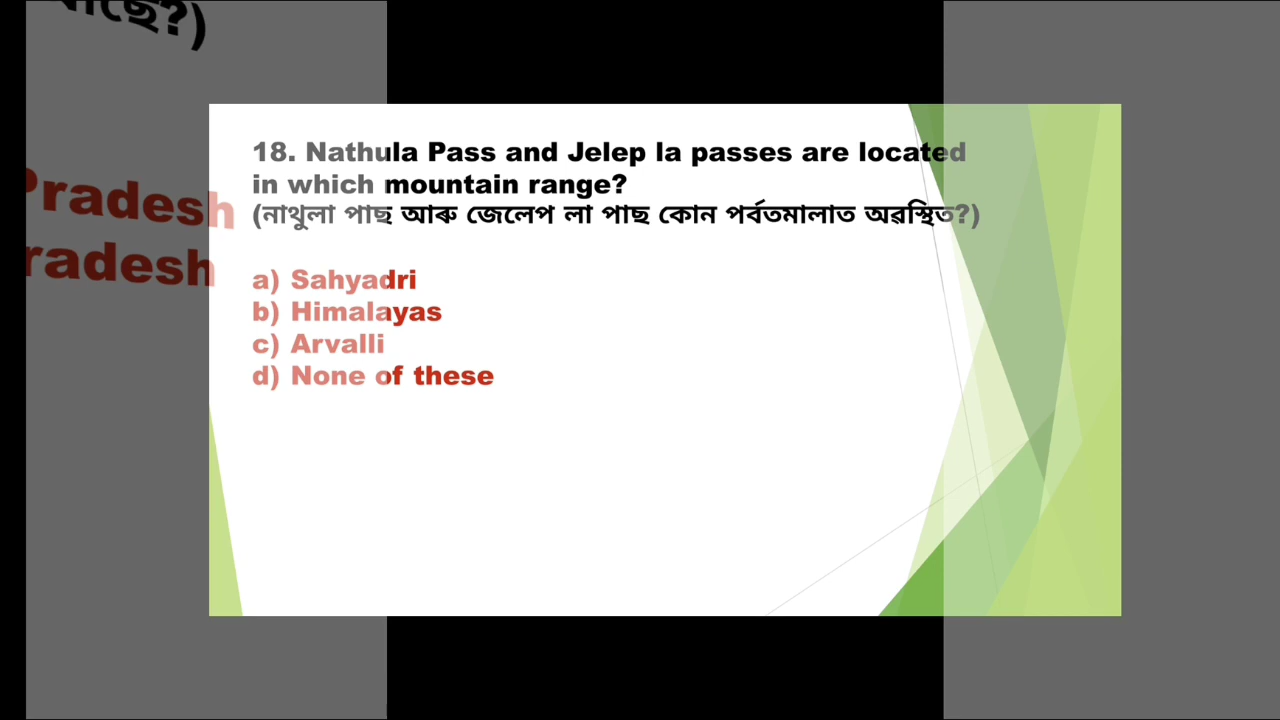 18. Nathula Pass and Jelep la passes are located
in which mountain range?
(নাথুলা পাছ আৰু জেলেপ লা পাছ কোন পৰ্বতমালাত অৱস্থিত?)
a) Sahyadri
b) Himalayas
c) Arvalli
d) None of these
Pradesh